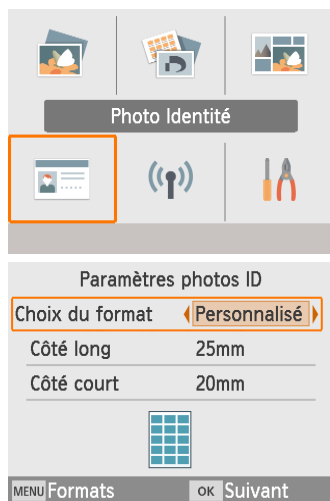 Photo Identité
Paramètres photos ID
Choix du format Personnalisé
Côté long 25mm
Côté court 20mm
MENU Formats OK Suivant